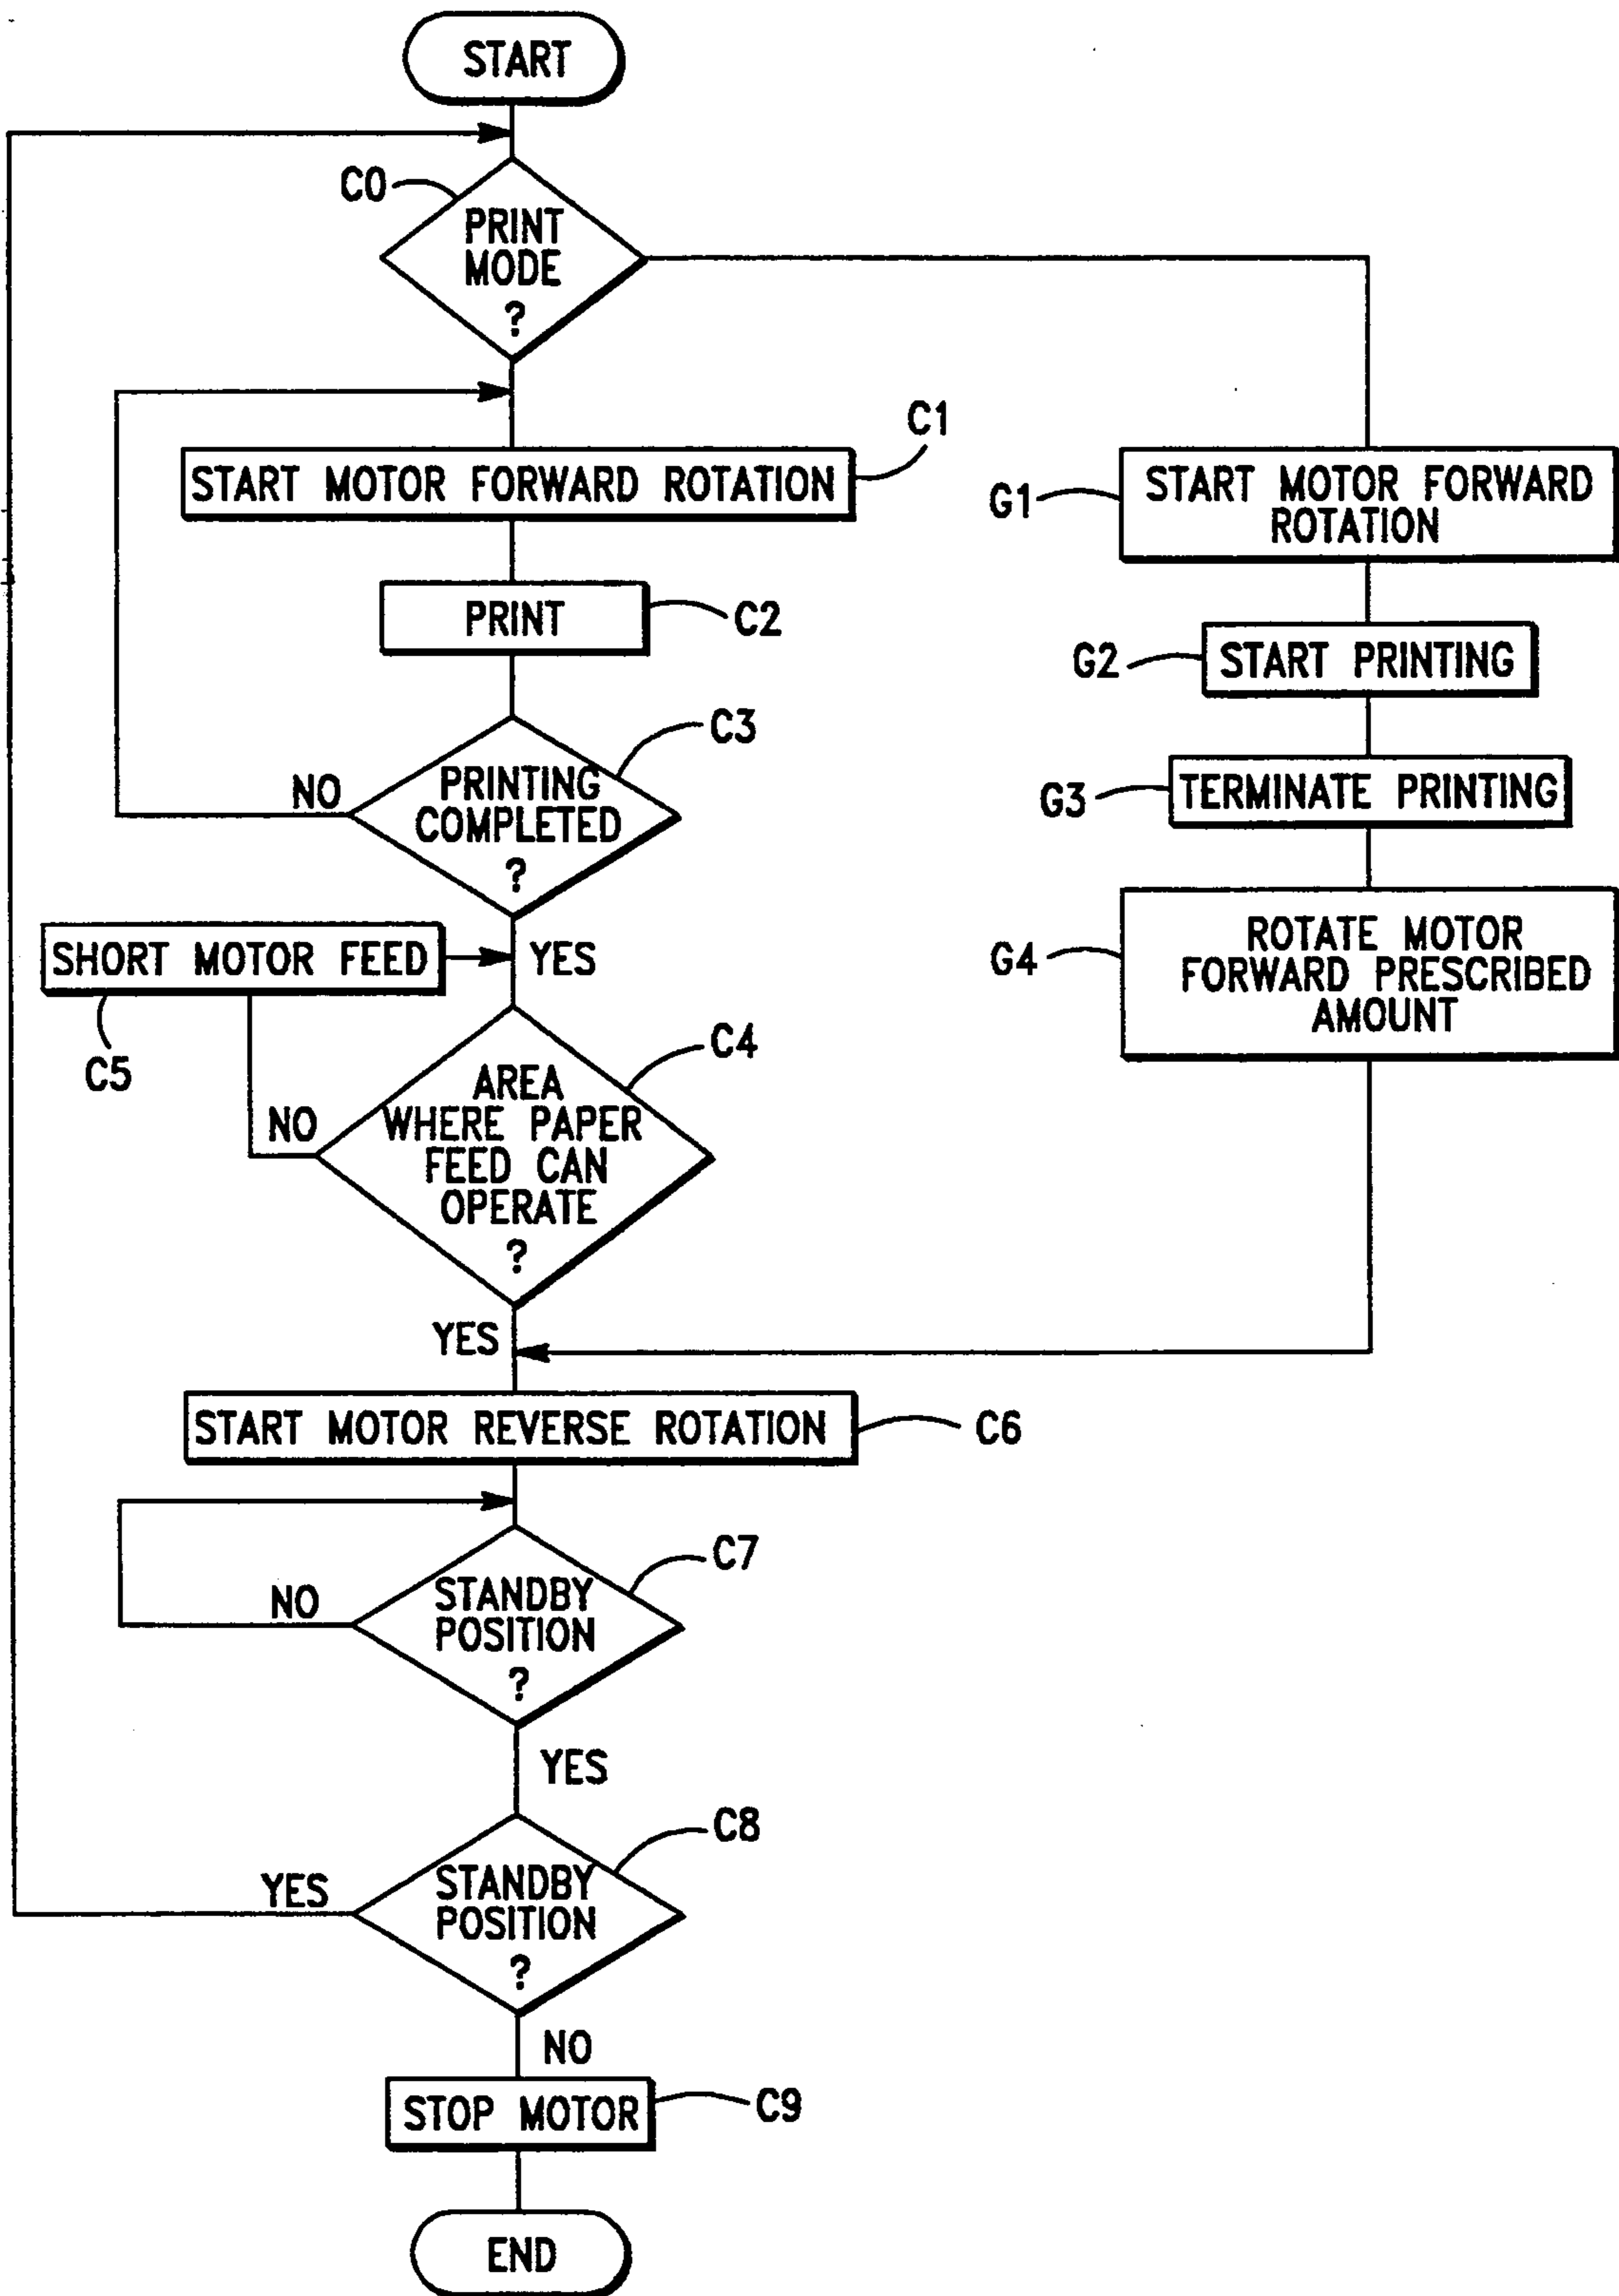 START
C0
PRINT
MODE
?
C1
START MOTOR FORWARD ROTATION
G1
START MOTOR FORWARD
ROTATION
PRINT
C2
G2
START PRINTING
C3
NO
PRINTING
COMPLETED
?
G3
TERMINATE PRINTING
SHORT MOTOR FEED
YES
C5
G4
ROTATE MOTOR
FORWARD PRESCRIBED
AMOUNT
C4
NO
AREA
WHERE PAPER
FEED CAN
OPERATE
?
YES
START MOTOR REVERSE ROTATION
C6
C7
NO
STANDBY
POSITION
?
YES
C8
YES
STANDBY
POSITION
?
NO
STOP MOTOR
C9
END